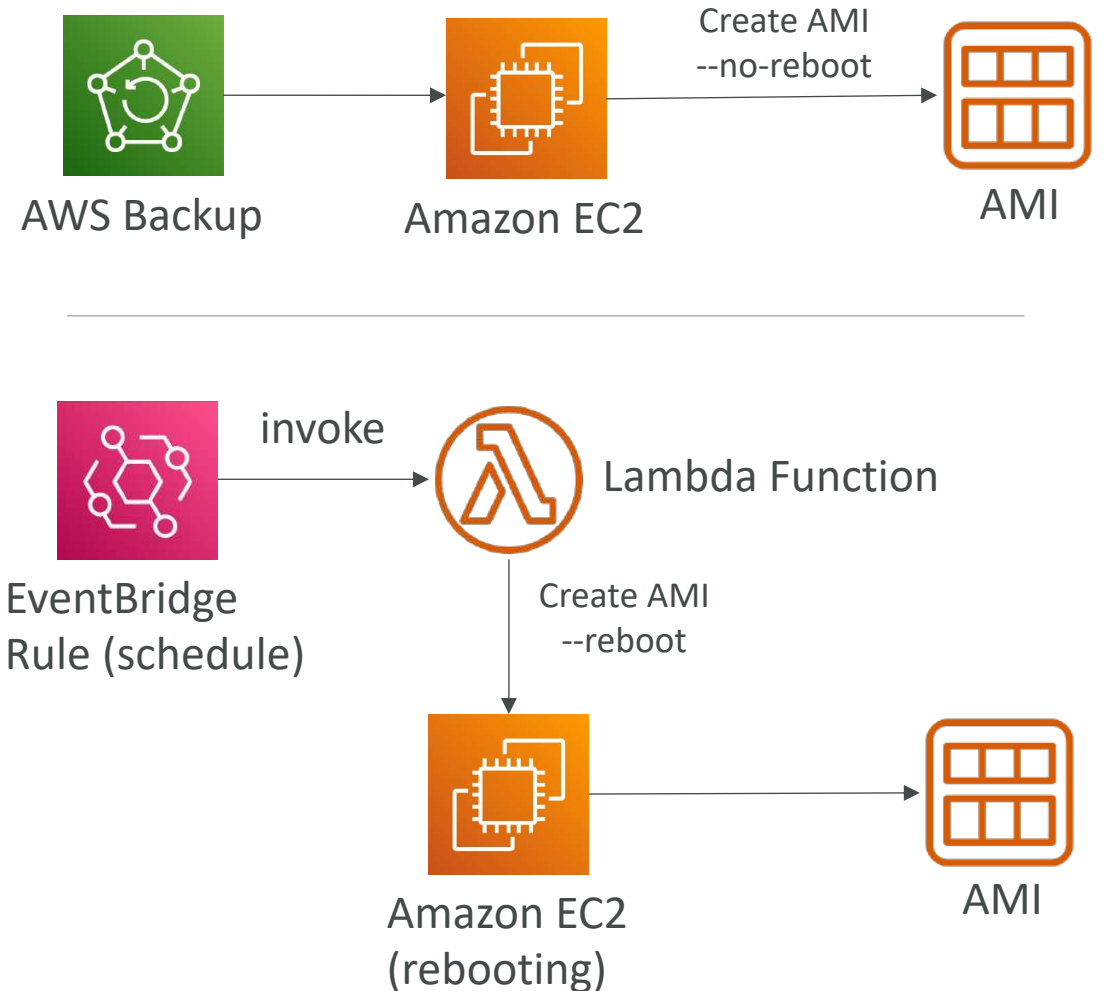 Create AMI
--no-reboot
AWS Backup
Amazon EC2
AMI
invoke
Lambda Function
EventBridge
Rule (schedule)
Create AMI
--reboot
Amazon EC2
(rebooting)
AMI